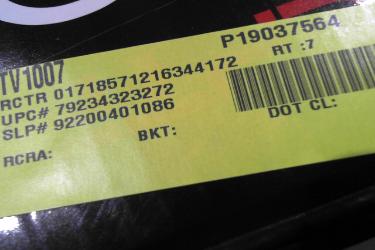 P19037564
TV1007
RT :7
RCTR 01718571216344172
UPC# 79234323272
SLP# 92200401086
DOT CL:
BKT:
RCRA: